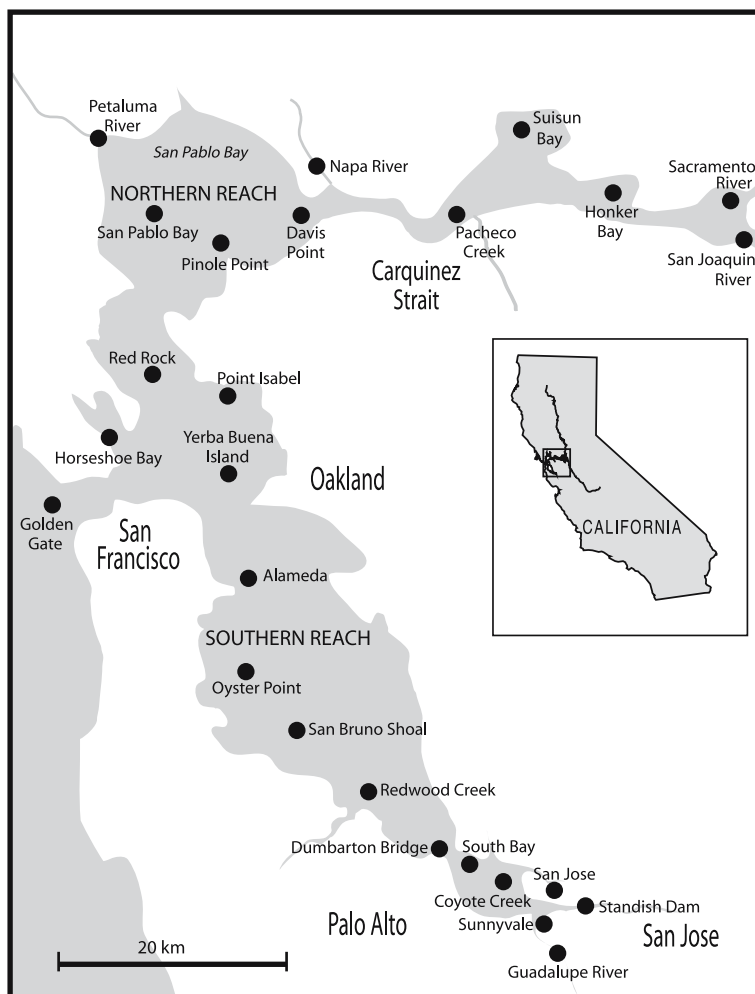 Petaluma
River
San Pablo Bay
Napa River
Suisun
Bay
Sacramento
River
NORTHERN REACH
San Pablo Bay
Pinole Point
Davis
Point
Pacheco
Creek
Honker
Bay
San Joaquin
River
Carquinez
Strait
Red Rock
Point Isabel
Horseshoe Bay
Yerba Buena
Island
Oakland
Golden
Gate
San
Francisco
CALIFORNIA
Alameda
SOUTHERN REACH
Oyster Point
San Bruno Shoal
Redwood Creek
Dumbarton Bridge
South Bay
San Jose
Coyote Creek
Standish Dam
Palo Alto
Sunnyvale
San Jose
Guadalupe River
20 km